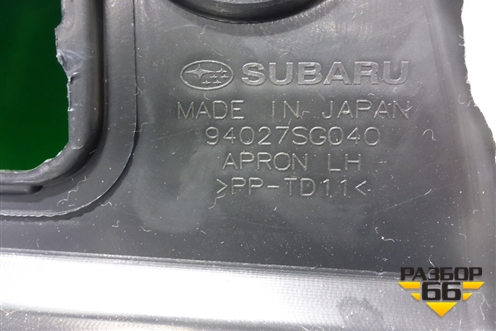 SUBARU
MADE IN JAPAN
94027SG040
APRON LH
>PP-TD11<
РАЗБОР
66